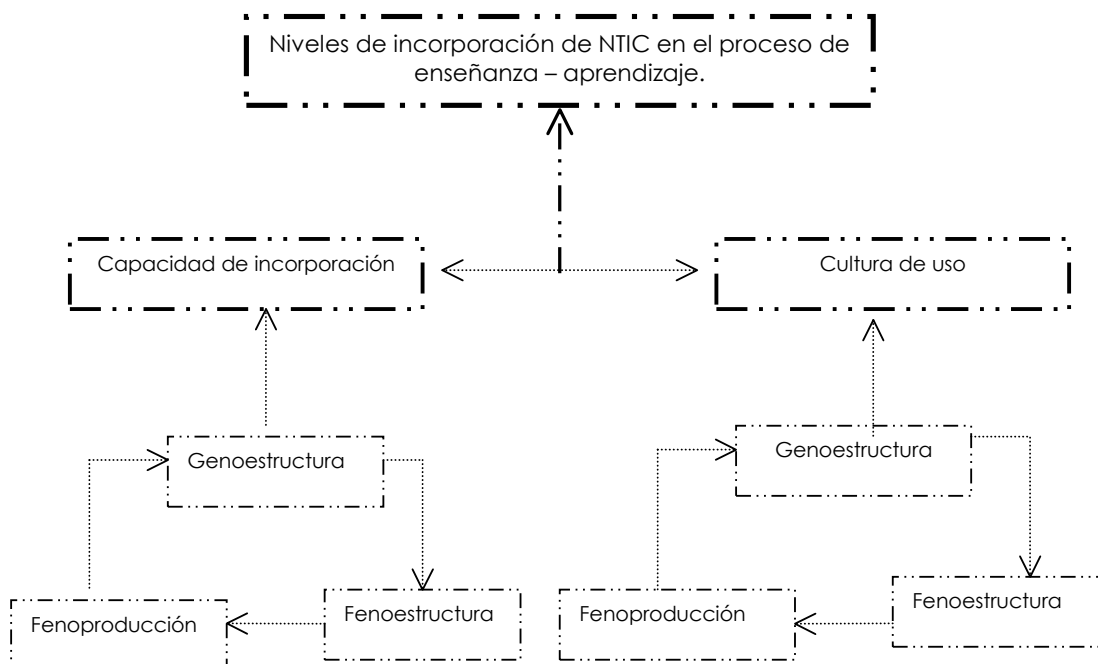 Niveles de incorporación de NTIC en el proceso de
enseñanza – aprendizaje.
Capacidad de incorporación
Cultura de uso
Genoestructura
Genoestructura
Fenoproducción
Fenoestructura
Fenoproducción
Fenoestructura